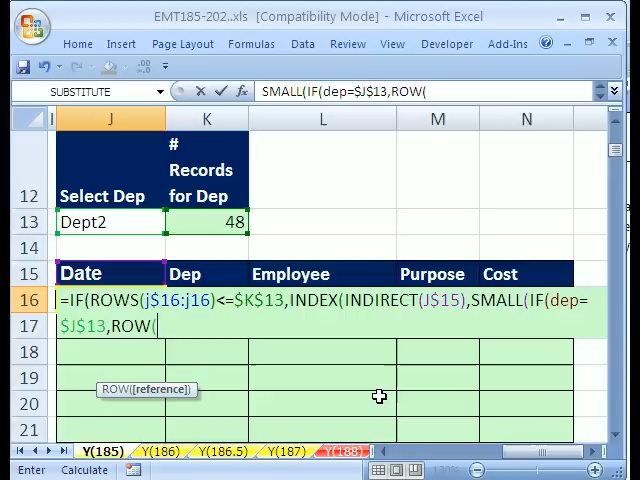 EMT185-202..xls [Compatibility Mode] - Microsoft Excel
Home Insert Page Layout Formulas Data Review View Developer Add-Ins
SUBSTITUTE SMALL(IF(dep=$J$13,ROW(
I J K L M N
12 Select Dep # Records for Dep
13 Dept2 48
14
15 Date Dep Employee Purpose Cost
16 =IF(ROWS(j$16:j16)<=$K$13,INDEX(INDIRECT(J$15),SMALL(IF(dep=
17 $J$13,ROW(
18
19 ROW([reference])
20
21
Y(185) Y(186) Y(186.5) Y(187) Y(188)
Enter Calculate 130%